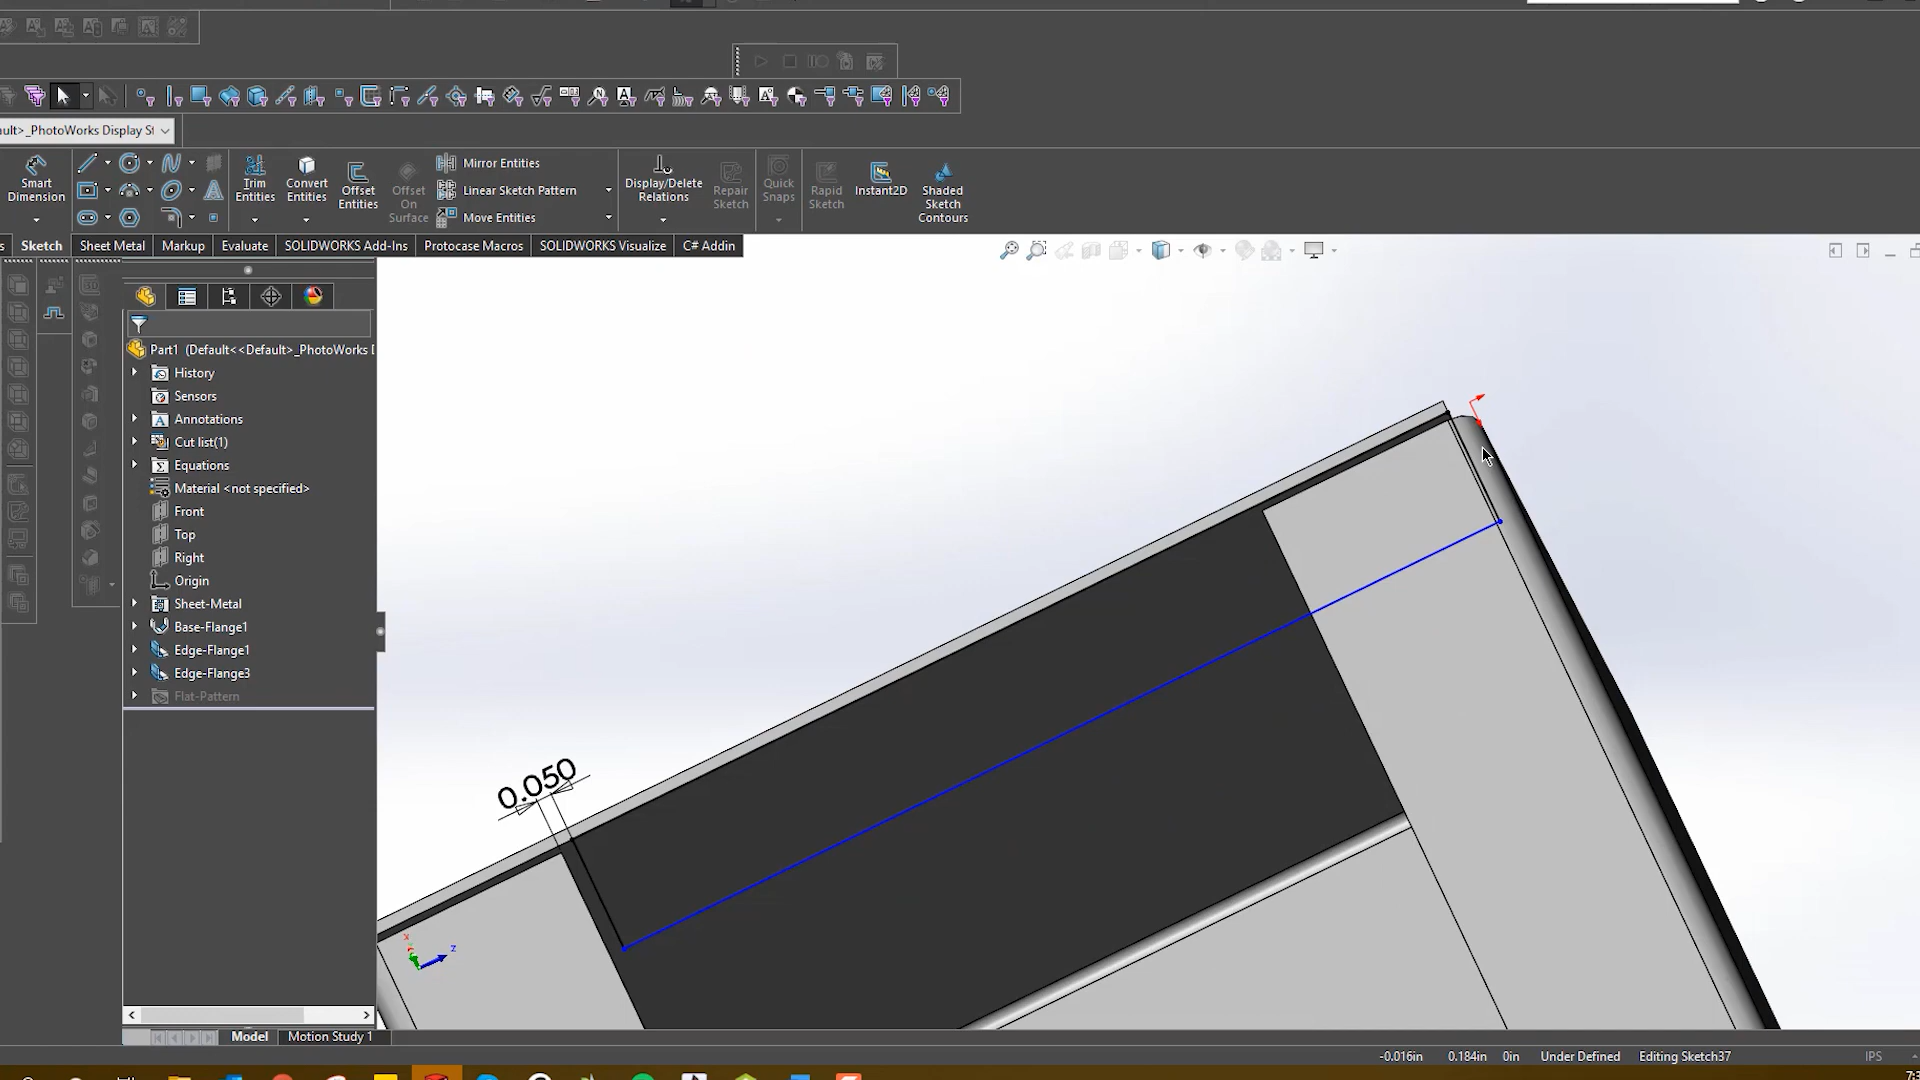 ault>_PhotoWorks Display St
Smart Dimension
Trim Entities
Convert Entities
Offset Entities
Offset On Surface
Mirror Entities
Linear Sketch Pattern
Move Entities
Display/Delete Relations
Repair Sketch
Quick Snaps
Rapid Sketch
Instant2D
Shaded Sketch Contours
s Sketch Sheet Metal Markup Evaluate SOLIDWORKS Add-Ins Protocase Macros SOLIDWORKS Visualize C# Addin
Part1 (Default<<Default>_PhotoWorks D
History
Sensors
Annotations
Cut list(1)
Equations
Material <not specified>
Front
Top
Right
Origin
Sheet-Metal
Base-Flange1
Edge-Flange1
Edge-Flange3
Flat-Pattern
0.050
x
z
Model Motion Study 1
-0.016in 0.184in 0in Under Defined Editing Sketch37 IPS